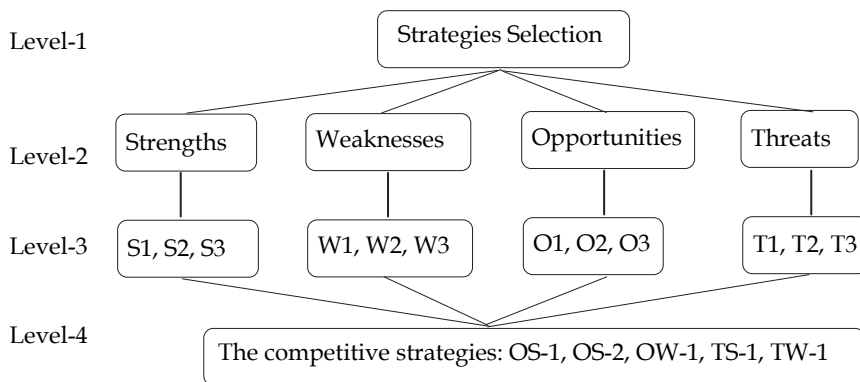 Level-1
Strategies Selection
Level-2
Strengths
Weaknesses
Opportunities
Threats
Level-3
S1, S2, S3
W1, W2, W3
O1, O2, O3
T1, T2, T3
Level-4
The competitive strategies: OS-1, OS-2, OW-1, TS-1, TW-1